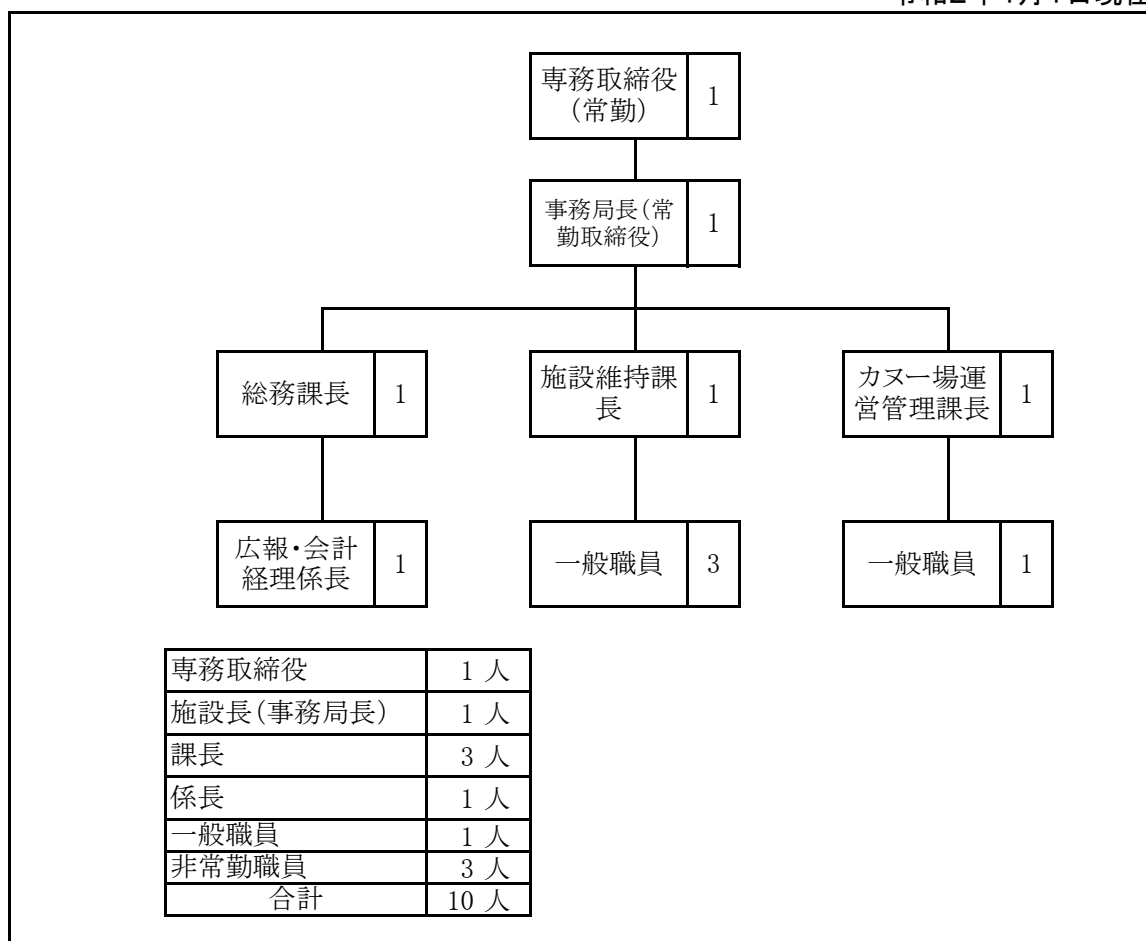 専務取締役
（常勤）
1
事務局長（常
勤取締役）
1
総務課長
1
施設維持課
長
1
カヌー場運
営管理課長
1
広報・会計
経理係長
1
一般職員
3
一般職員
1
専務取締役 1 人
施設長（事務局長） 1 人
課長 3 人
係長 1 人
一般職員 1 人
非常勤職員 3 人
合計 10 人